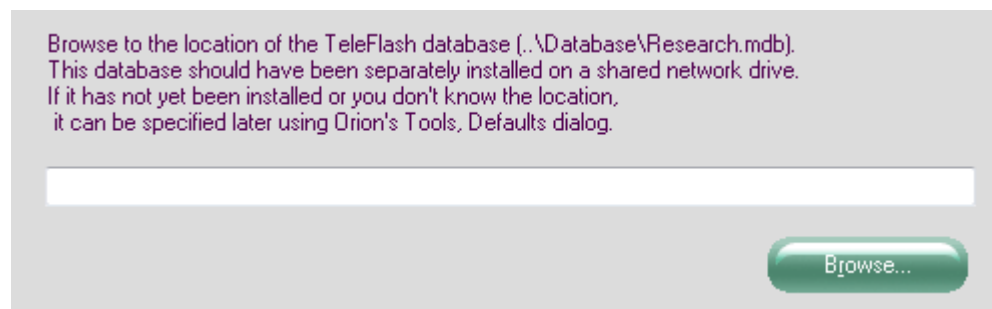 Browse to the location of the TeleFlash database (..\Database\Research.mdb).
This database should have been separately installed on a shared network drive.
If it has not yet been installed or you don't know the location,
it can be specified later using Orion's Tools, Defaults dialog.
Browse...